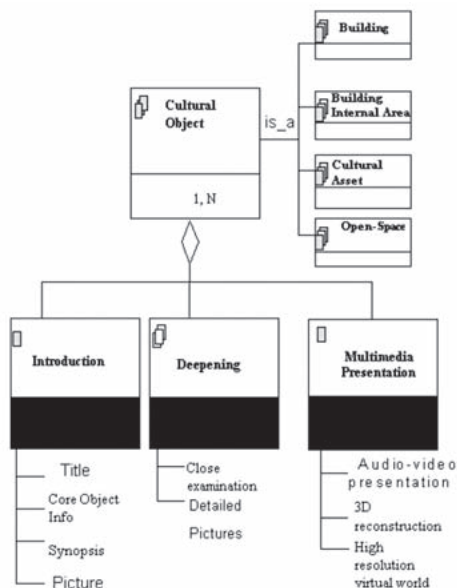 Building
Cultural
Object
is_a
Building
Internal Area
Cultural
Asset
1, N
Open-Space
Introduction
Deepening
Multimedia
Presentation
Title
Core Object
Info
Synopsis
Picture
Close
examination
Detailed
Pictures
Audio-video
presentation
3D
reconstruction
High
resolution
virtual world